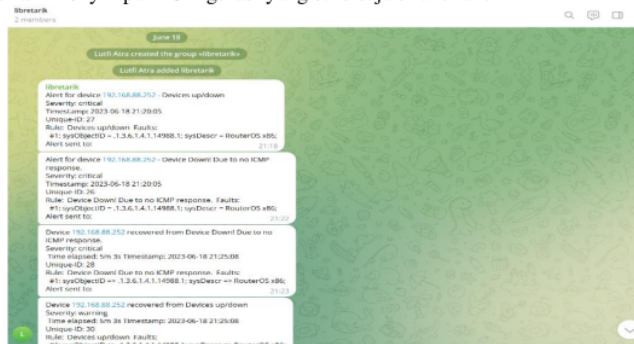 libretarik
2 members
June 18
Lutfi Atra created the group «libretarik»
Lutfi Atra added libretarik
libretarik
Alert for device 192.168.88.252 - Devices up/down
Severity: critical
Timestamp: 2023-06-18 21:20:05
Unique-ID: 27
Rule: Devices up/down Faults:
#1: sysObjectID = .1.3.6.1.4.1.14988.1; sysDescr = RouterOS x86;
Alert sent to:
21:18
Alert for device 192.168.88.252 - Device Down! Due to no ICMP
response.
Severity: critical
Timestamp: 2023-06-18 21:20:05
Unique-ID: 26
Rule: Device Down! Due to no ICMP response. Faults:
#1: sysObjectID = .1.3.6.1.4.1.14988.1; sysDescr = RouterOS x86;
Alert sent to:
21:22
Device 192.168.88.252 recovered from Device Down! Due to no
ICMP response.
Severity: critical
Time elapsed: 5m 3s Timestamp: 2023-06-18 21:25:08
Unique-ID: 28
Rule: Device Down! Due to no ICMP response. Faults:
#1: sysObjectID => .1.3.6.1.4.1.14988.1; sysDescr => RouterOS x86;
Alert sent to:
21:23
Device 192.168.88.252 recovered from Devices up/down
Severity: warning
Time elapsed: 5m 3s Timestamp: 2023-06-18 21:25:08
Unique-ID: 30
Rule: Devices up/down Faults:
L